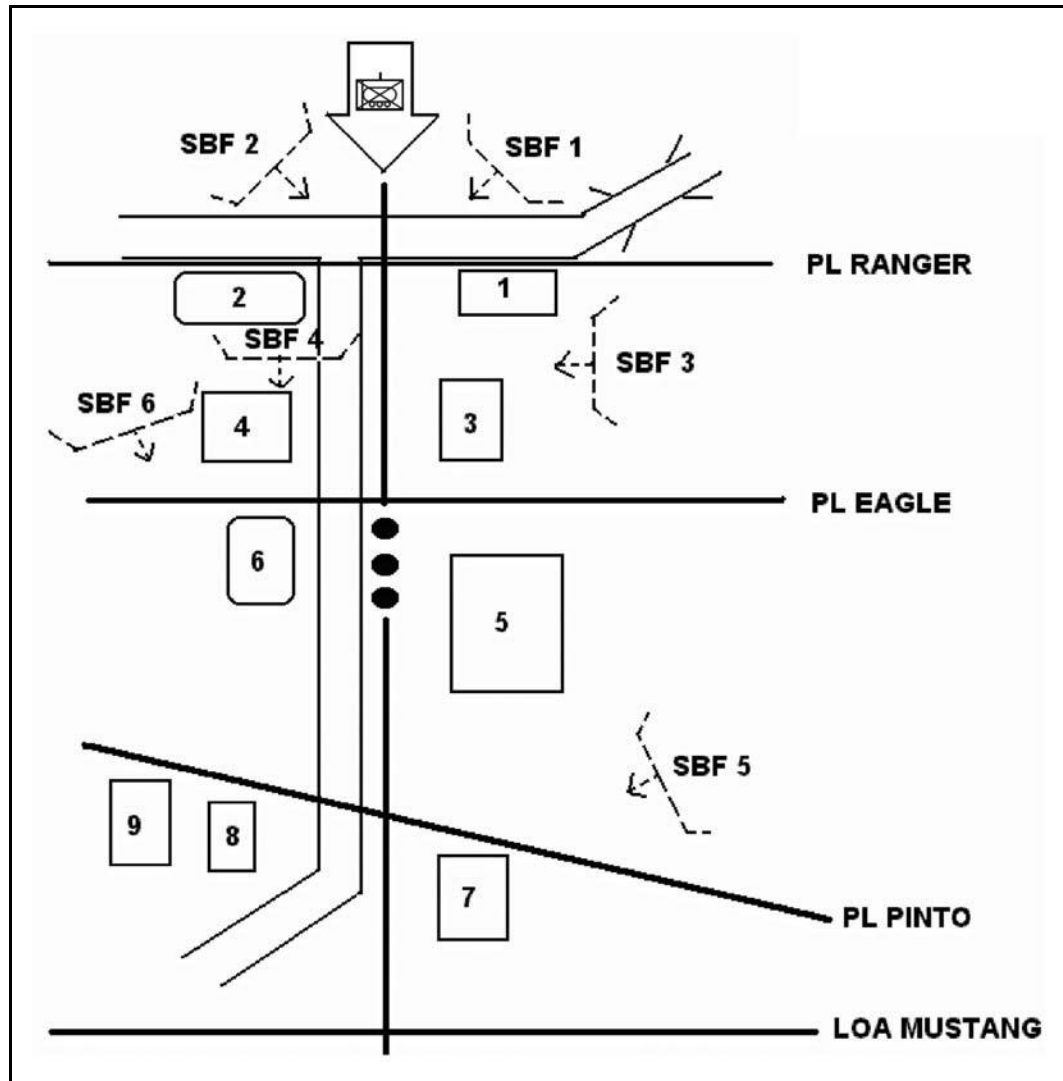 SBF 2
SBF 1
PL RANGER
2
1
SBF 4
SBF 3
SBF 6
4
3
PL EAGLE
6
5
SBF 5
9
8
7
PL PINTO
LOA MUSTANG